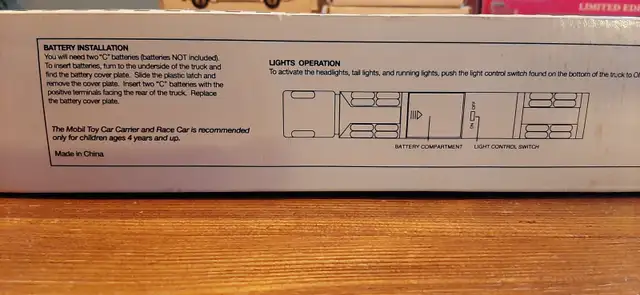 LIMITED EDI
BATTERY INSTALLATION
You will need two "C" batteries (batteries NOT included).
To insert batteries, turn to the underside of the truck and
find the battery cover plate. Slide the plastic latch and
remove the cover plate. Insert two "C" batteries with the
positive terminals facing the rear of the truck. Replace
the battery cover plate.
The Mobil Toy Car Carrier and Race Car is recommended
only for children ages 4 years and up.
Made in China
LIGHTS OPERATION
To activate the headlights, tail lights, and running lights, push the light control switch found on the bottom of the truck to
OFF
ON
BATTERY COMPARTMENT
LIGHT CONTROL SWITCH